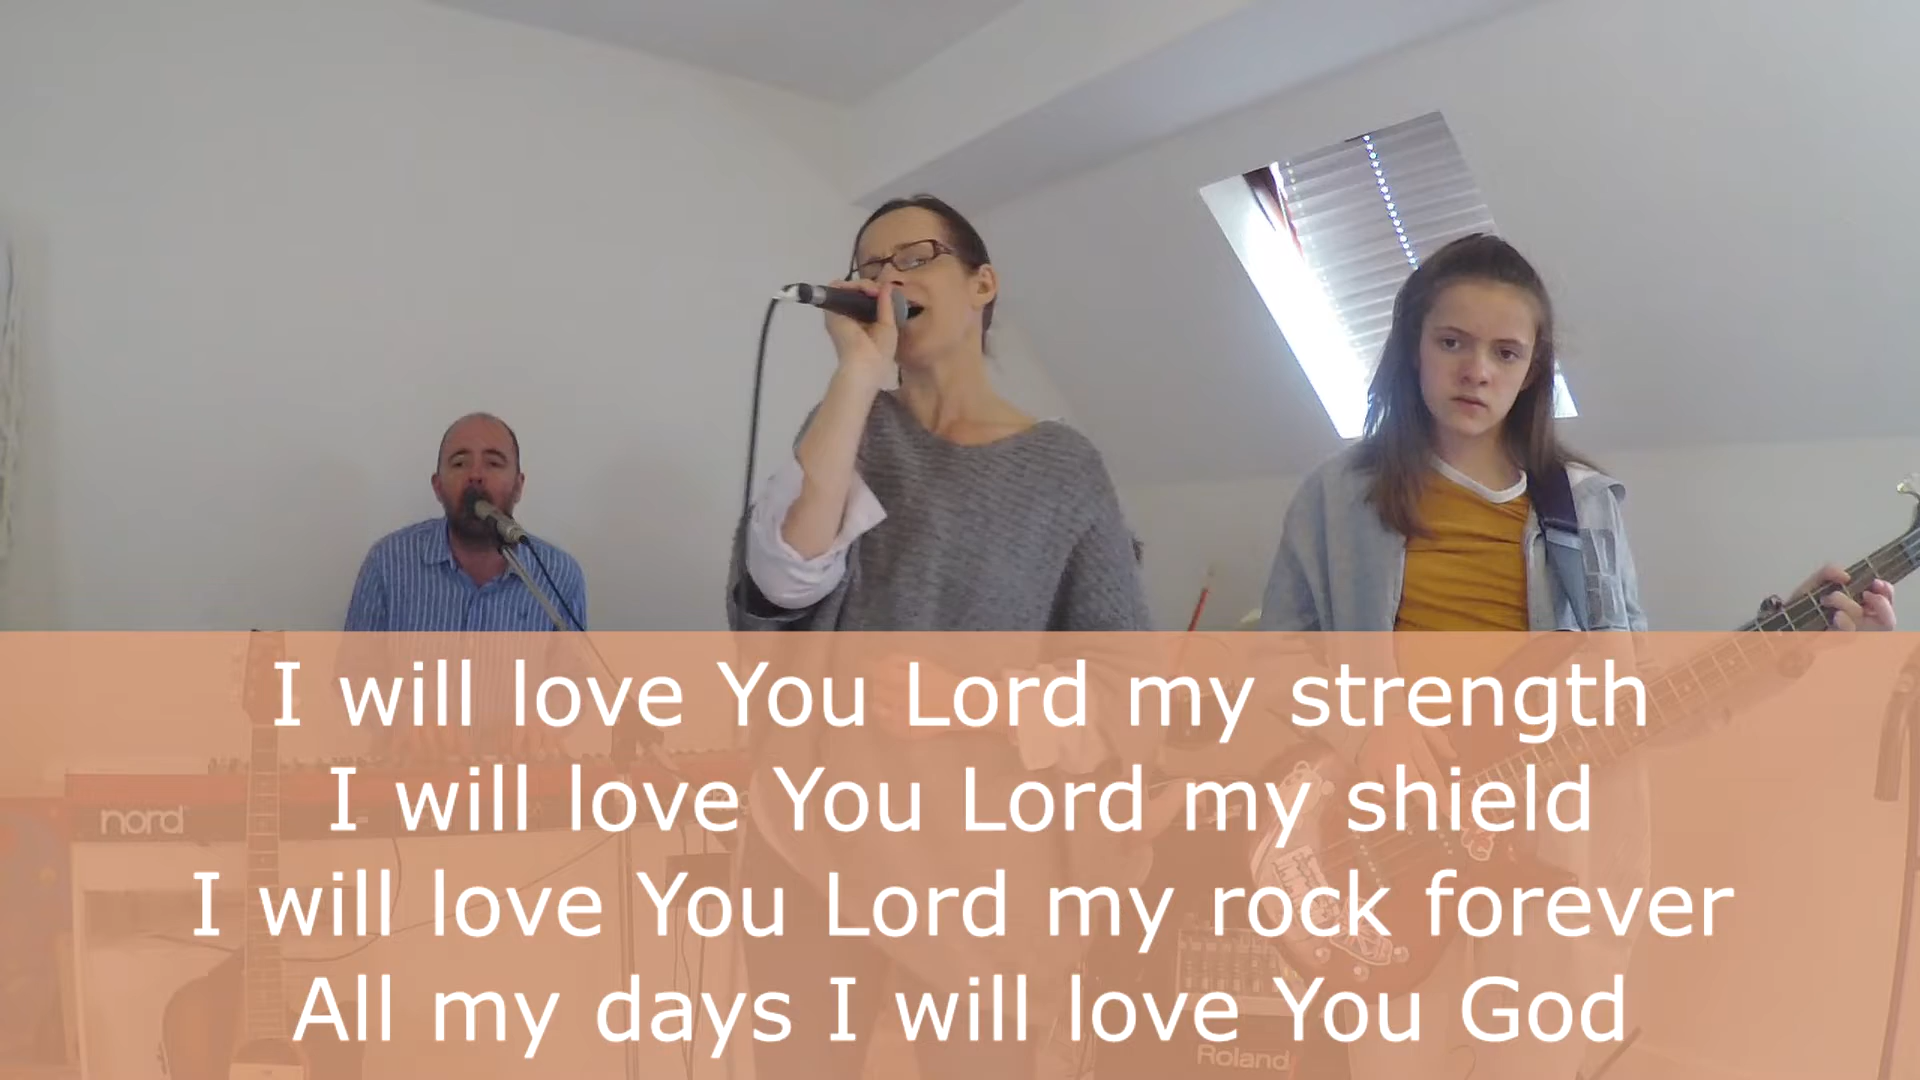 I will love You Lord my strength
I will love You Lord my shield
nord
I will love You Lord my rock forever
All my days I will love You God
Roland